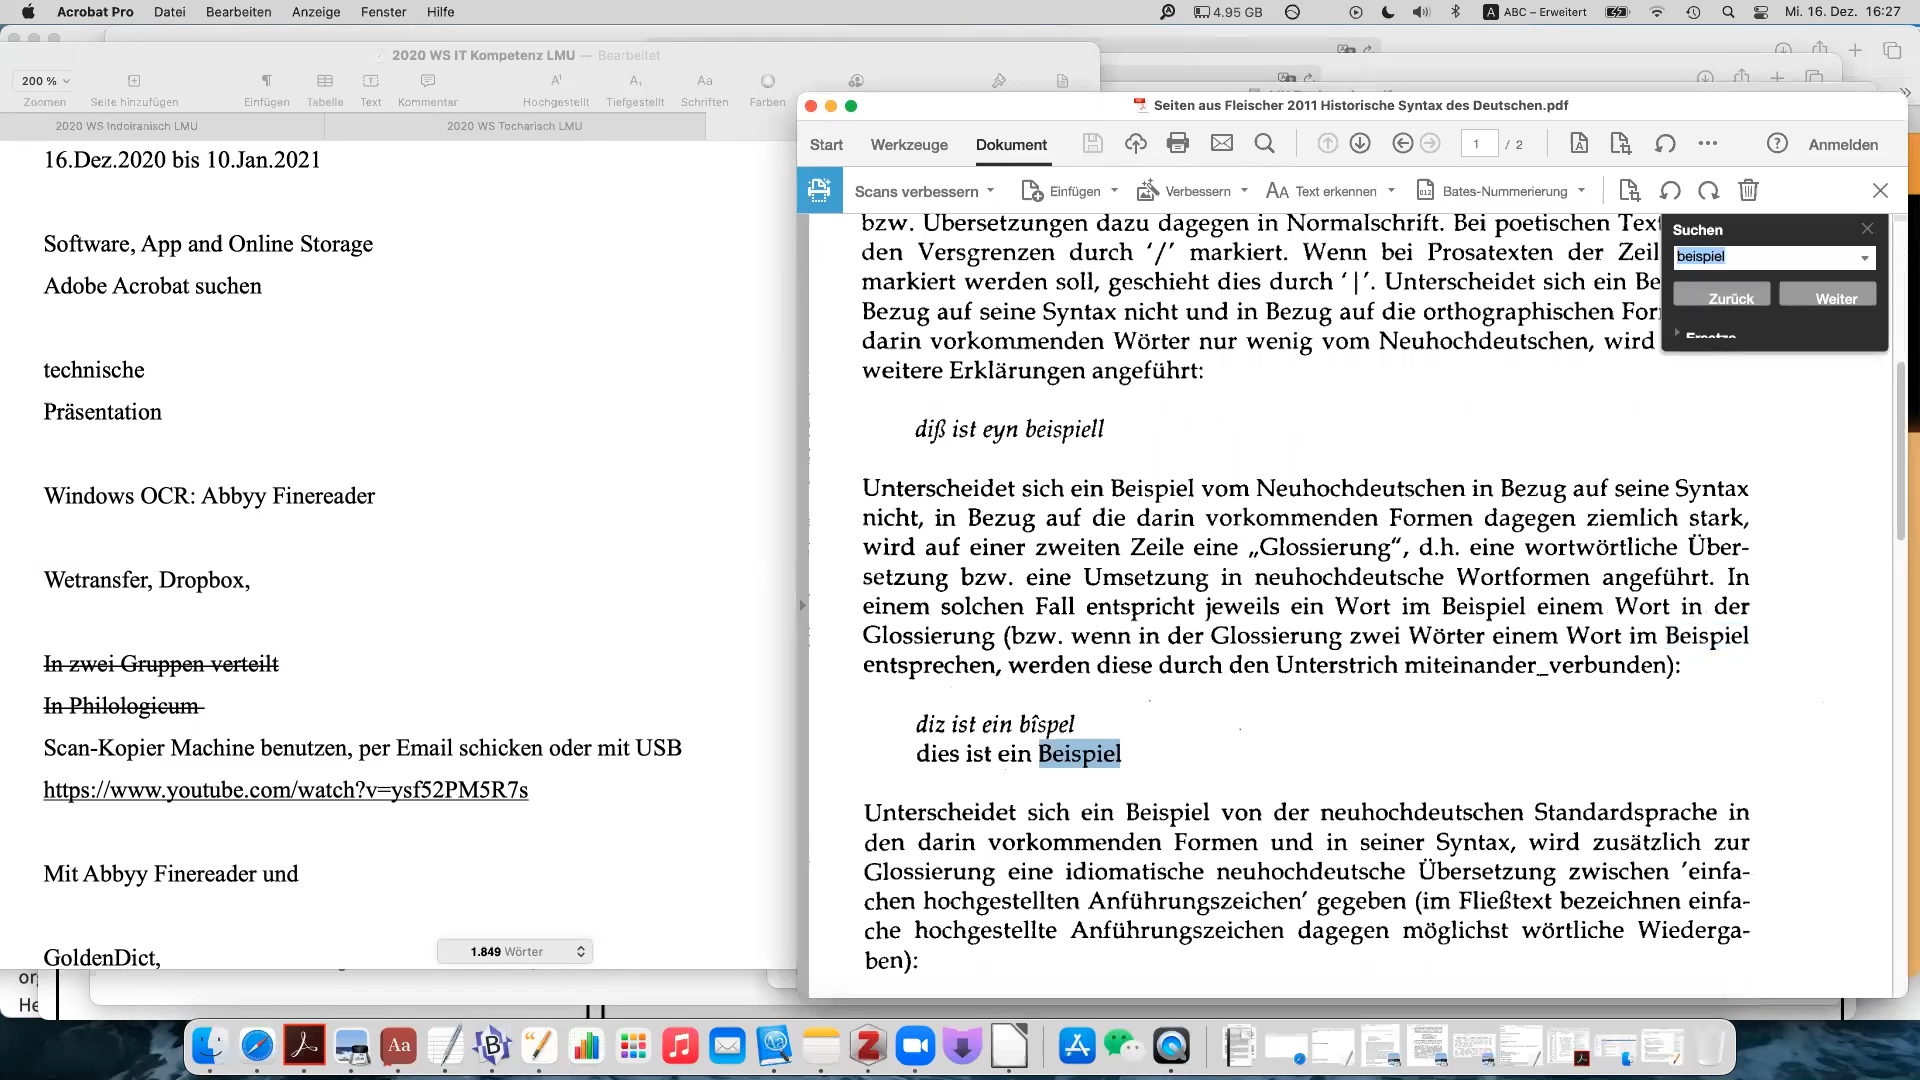 Acrobat Pro Datei Bearbeiten Anzeige Fenster Hilfe
4.95 GB
A ABC – Erweitert
Mi. 16. Dez. 16:27
2020 WS IT Kompetenz LMU — Bearbeitet
200 %
Zoomen Seite hinzufügen Einfügen Tabelle Text Kommentar Hochgestellt Tiefgestellt Schriften Farben
2020 WS Indoiranisch LMU
2020 WS Tocharisch LMU
16.Dez.2020 bis 10.Jan.2021
Software, App and Online Storage
Adobe Acrobat suchen
technische
Präsentation
Windows OCR: Abbyy Finereader
Wetransfer, Dropbox,
In zwei Gruppen verteilt
In Philologicum
Scan-Kopier Machine benutzen, per Email schicken oder mit USB
https://www.youtube.com/watch?v=ysf52PM5R7s
Mit Abbyy Finereader und
GoldenDict,
1.849 Wörter
He
Seiten aus Fleischer 2011 Historische Syntax des Deutschen.pdf
Start Werkzeuge Dokument
1 / 2
Anmelden
Scans verbessern Einfügen Verbessern Text erkennen Bates-Nummerierung
Suchen
beispiel
Zurück Weiter
Ersetze
bzw. Übersetzungen dazu dagegen in Normalschrift. Bei poetischen Text
den Versgrenzen durch ‘/’ markiert. Wenn bei Prosatexten der Zeil
markiert werden soll, geschieht dies durch ‘|’. Unterscheidet sich ein Be
Bezug auf seine Syntax nicht und in Bezug auf die orthographischen For
darin vorkommenden Wörter nur wenig vom Neuhochdeutschen, wird
weitere Erklärungen angeführt:
diß ist eyn beispiell
Unterscheidet sich ein Beispiel vom Neuhochdeutschen in Bezug auf seine Syntax
nicht, in Bezug auf die darin vorkommenden Formen dagegen ziemlich stark,
wird auf einer zweiten Zeile eine „Glossierung“, d.h. eine wortwörtliche Über-
setzung bzw. eine Umsetzung in neuhochdeutsche Wortformen angeführt. In
einem solchen Fall entspricht jeweils ein Wort im Beispiel einem Wort in der
Glossierung (bzw. wenn in der Glossierung zwei Wörter einem Wort im Beispiel
entsprechen, werden diese durch den Unterstrich miteinander_verbunden):
diz ist ein bîspel
dies ist ein Beispiel
Unterscheidet sich ein Beispiel von der neuhochdeutschen Standardsprache in
den darin vorkommenden Formen und in seiner Syntax, wird zusätzlich zur
Glossierung eine idiomatische neuhochdeutsche Übersetzung zwischen 'einfa-
chen hochgestellten Anführungszeichen' gegeben (im Fließtext bezeichnen einfa-
che hochgestellte Anführungszeichen dagegen möglichst wörtliche Wiederga-
ben):